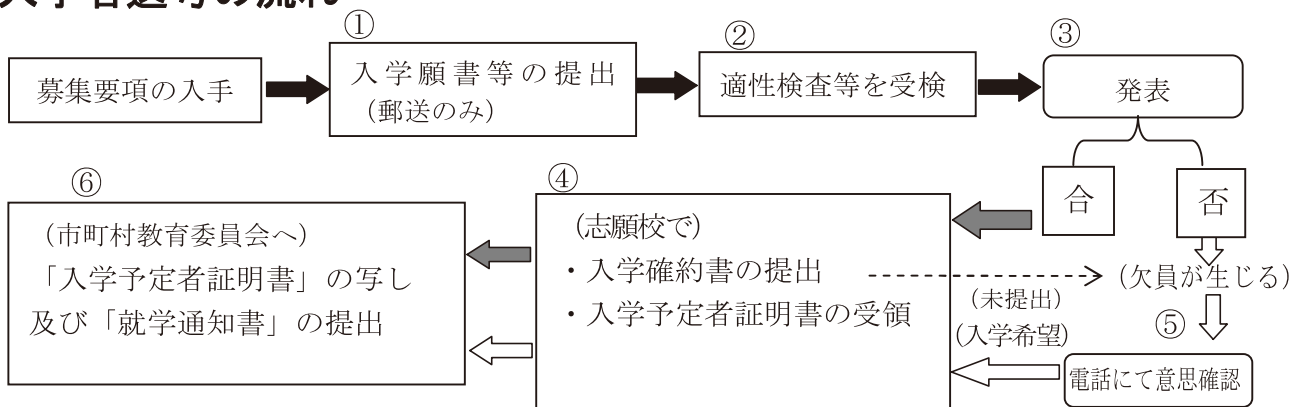 入学者選考の流れ
募集要項の入手
①
入学願書等の提出
(郵送のみ)
②
適性検査等を受検
③
発表
合
否
④
(志願校で)
・入学確約書の提出
・入学予定者証明書の受領
(未提出)
(欠員が生じる)
⑤
電話にて意思確認
(入学希望)
⑥
(市町村教育委員会へ)
「入学予定者証明書」の写し
及び「就学通知書」の提出